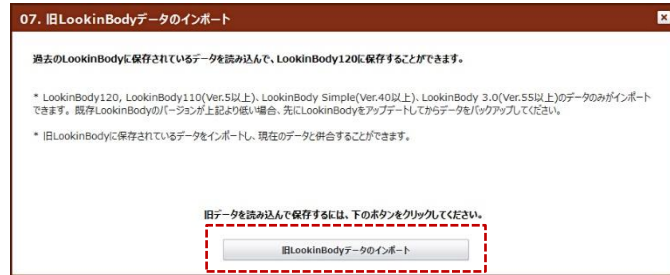 07. 旧LookinBodyデータのインポート
過去のLookinBodyに保存されているデータを読み込んで、LookinBody120に保存することができます。
* LookinBody120, LookinBody110(Ver.5以上)、LookinBody Simple(Ver.40以上)、LookinBody 3.0(Ver.55以上)のデータのみがインポート
できます。既存LookinBodyのバージョンが上記より低い場合、先にLookinBodyをアップデートしてからデータをバックアップしてください。
* 旧LookinBodyに保存されているデータをインポートし、現在のデータと併合することができます。
旧データを読み込んで保存するには、下のボタンをクリックしてください。
旧LookinBodyデータのインポート